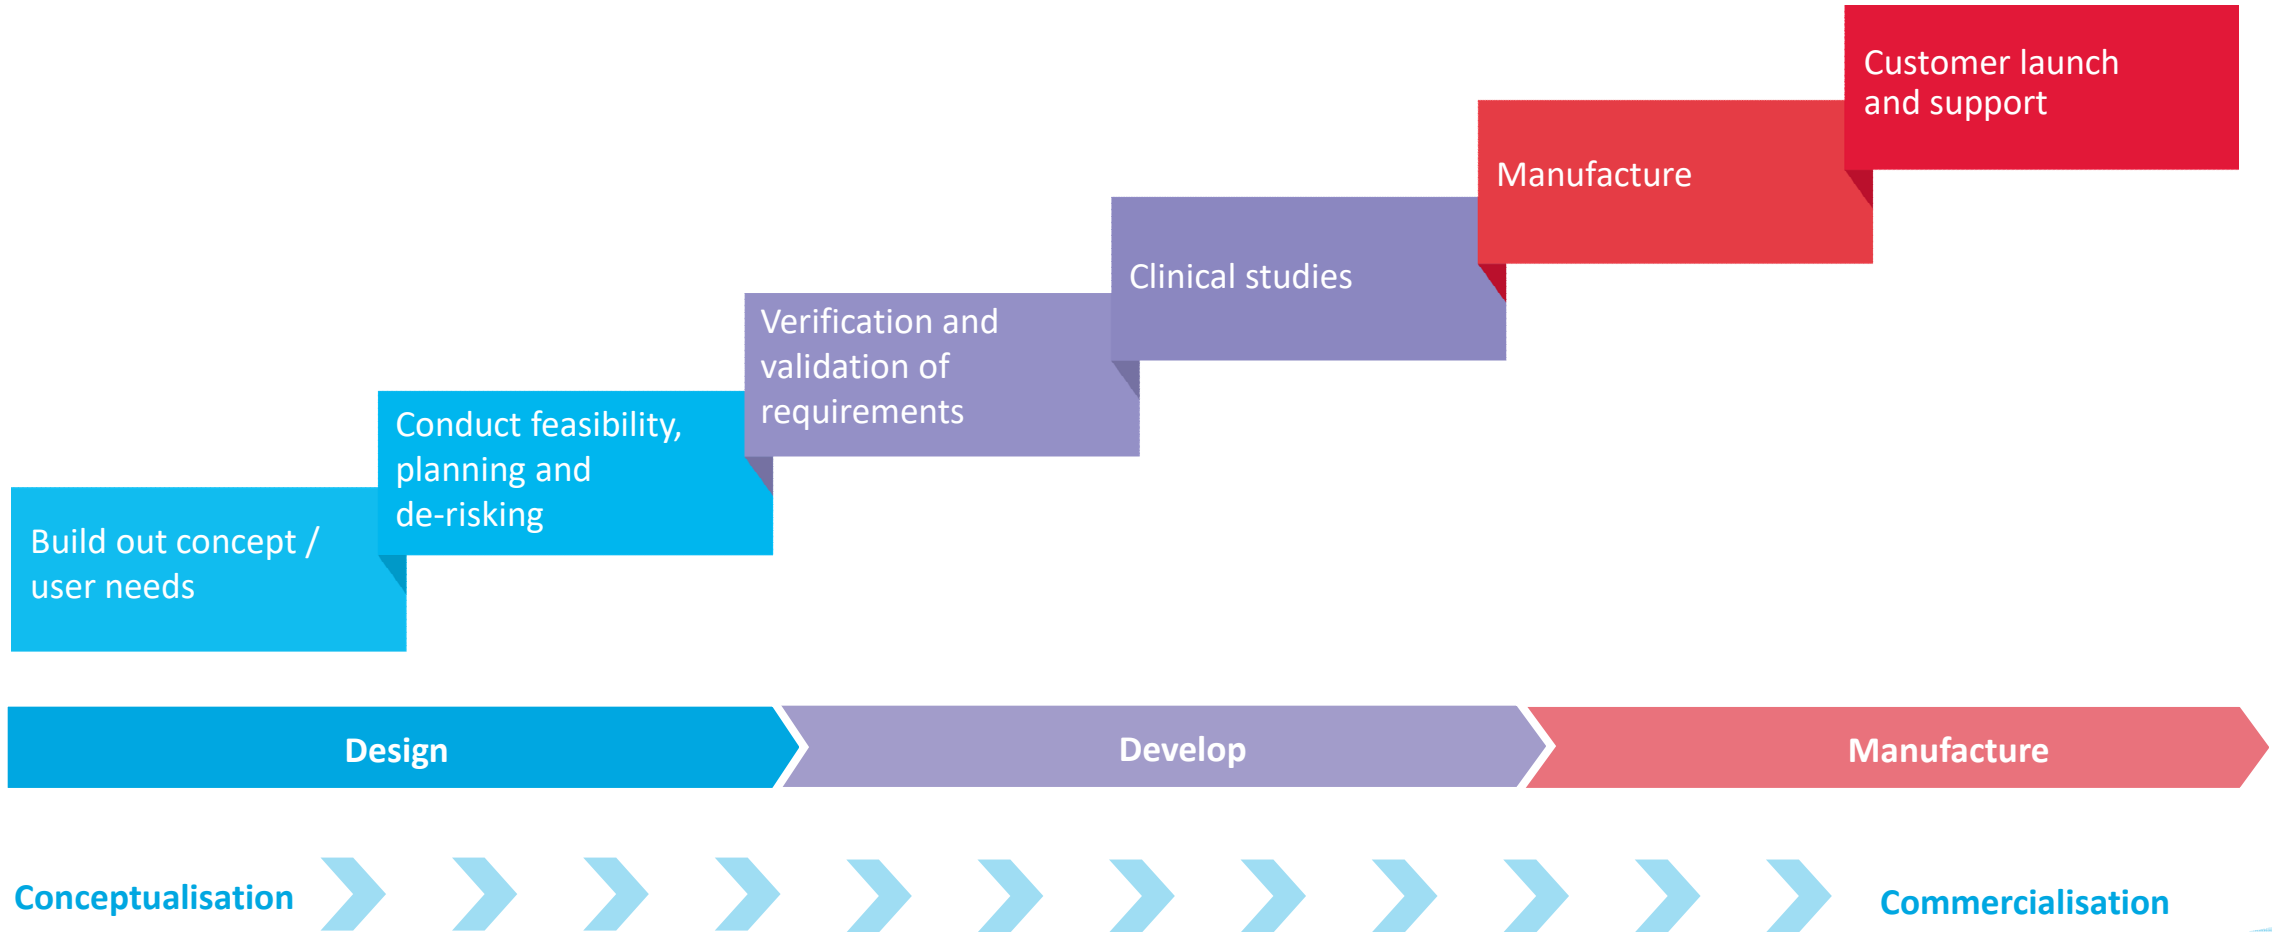 Customer launch
and support
Manufacture
Clinical studies
Verification and
validation of
requirements
Conduct feasibility,
planning and
de-risking
Build out concept /
user needs
Design
Develop
Manufacture
Conceptualisation
Commercialisation